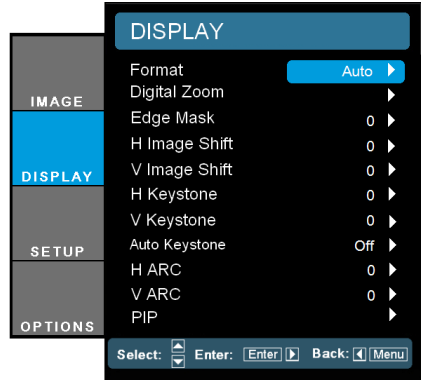 DISPLAY
IMAGE
DISPLAY
SETUP
OPTIONS
Format Auto
Digital Zoom
Edge Mask 0
H Image Shift 0
V Image Shift 0
H Keystone 0
V Keystone 0
Auto Keystone Off
H ARC 0
V ARC 0
PIP
Select: Enter: Enter Back: Menu